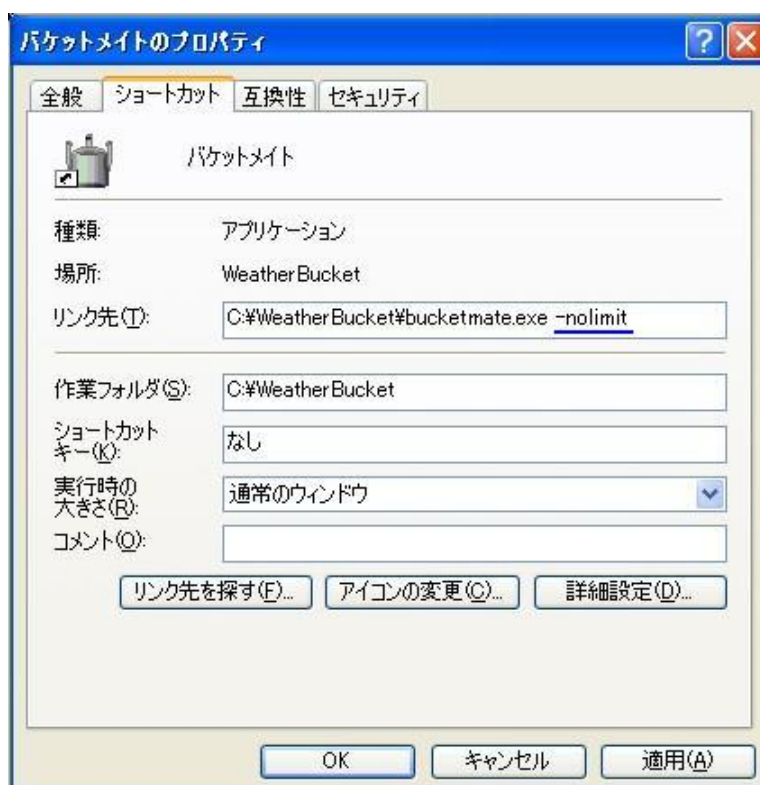 バケットメイトのプロパティ
全般 ショートカット 互換性 セキュリティ
バケットメイト
種類: アプリケーション
場所: WeatherBucket
リンク先(T): C:¥WeatherBucket¥bucketmate.exe -nolimit
作業フォルダ(S): C:¥WeatherBucket
ショートカット
キー(K): なし
実行時の
大きさ(R): 通常のウィンドウ
コメント(O):
リンク先を探す(F)... アイコンの変更(C)... 詳細設定(D)...
OK キャンセル 適用(A)